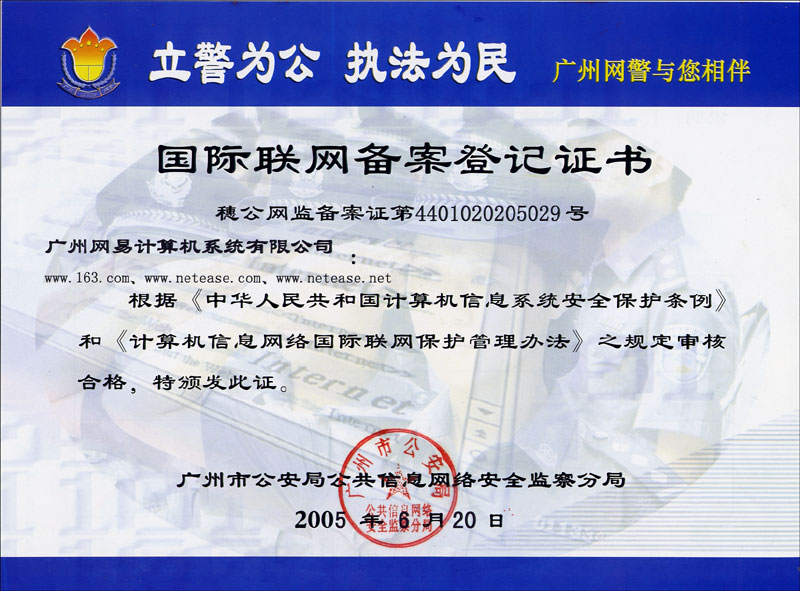 立警为公 执法为民 广州网警与您相伴
国际联网备案登记证书
穗公网监备案证第4401020205029号
广州网易计算机系统有限公司 :
www.163.com、www.netease.com、www.netease.net
根据《中华人民共和国计算机信息系统安全保护条例》
和《计算机信息网络国际联网保护管理办法》之规定审核
合格，特颁发此证。
广州市公安局公共信息网络安全监察分局
2005 年 6 月 20 日
广州市公安局
公共信息网络
安全监察分局
Internet
Internet